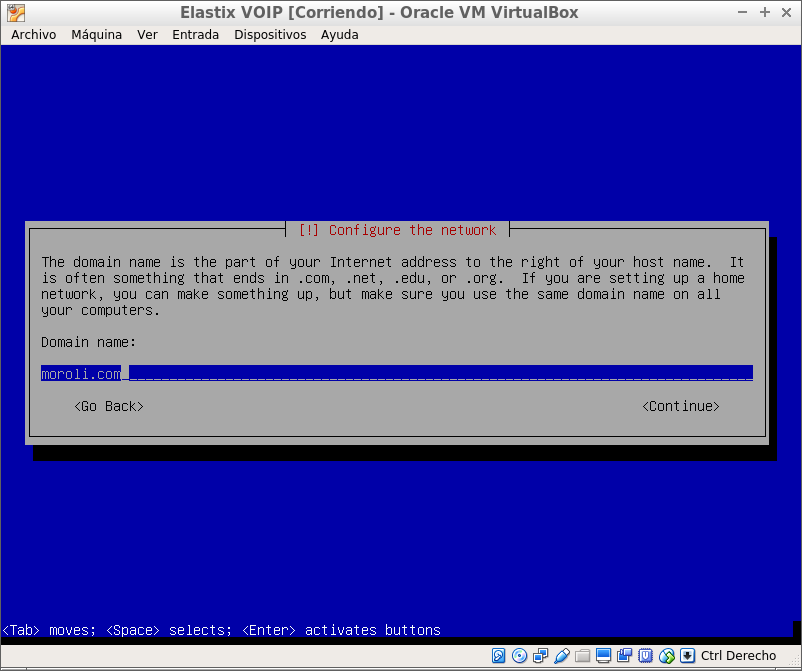 Elastix VOIP [Corriendo] - Oracle VM VirtualBox
Archivo Máquina Ver Entrada Dispositivos Ayuda
[!] Configure the network
The domain name is the part of your Internet address to the right of your host name.  It
is often something that ends in .com, .net, .edu, or .org.  If you are setting up a home
network, you can make something up, but make sure you use the same domain name on all
your computers.
Domain name:
moroli.com
<Go Back> <Continue>
<Tab> moves; <Space> selects; <Enter> activates buttons
Ctrl Derecho